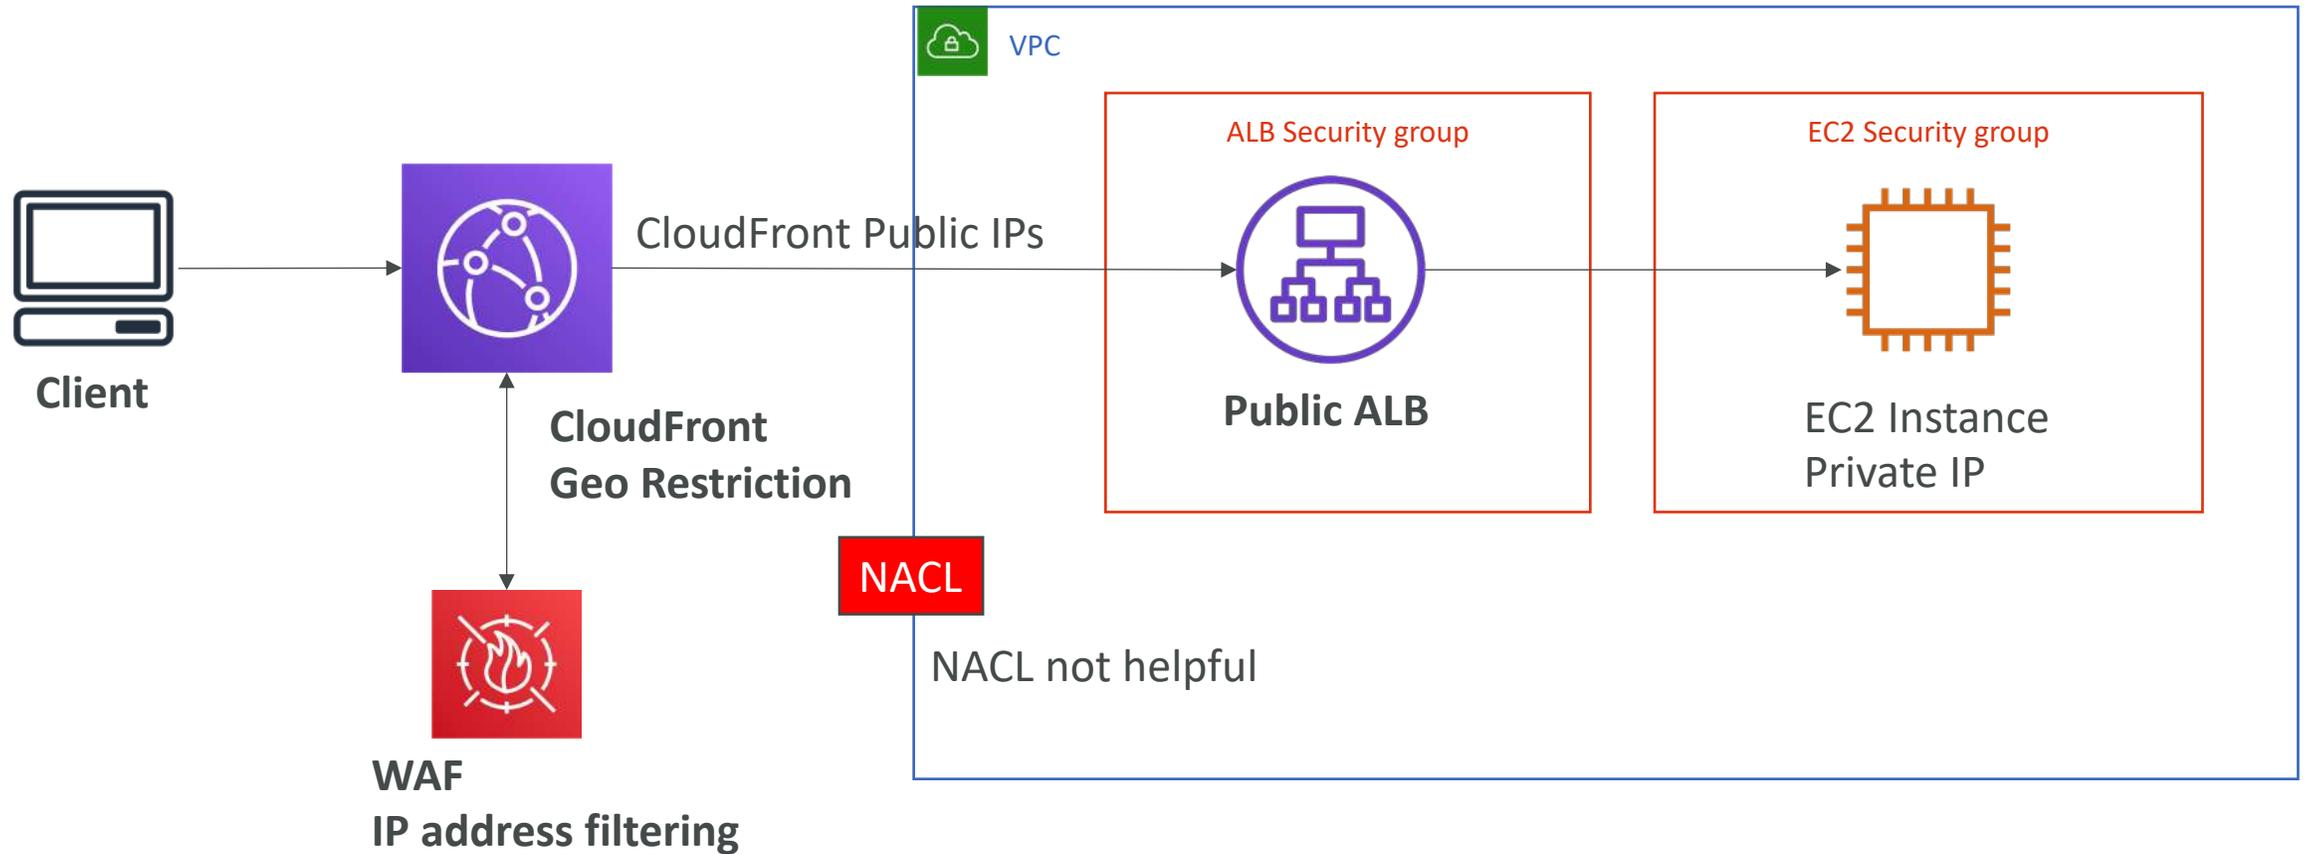 VPC
ALB Security group
EC2 Security group
CloudFront Public IPs
Client
CloudFront
Geo Restriction
Public ALB
EC2 Instance
Private IP
NACL
NACL not helpful
WAF
IP address filtering